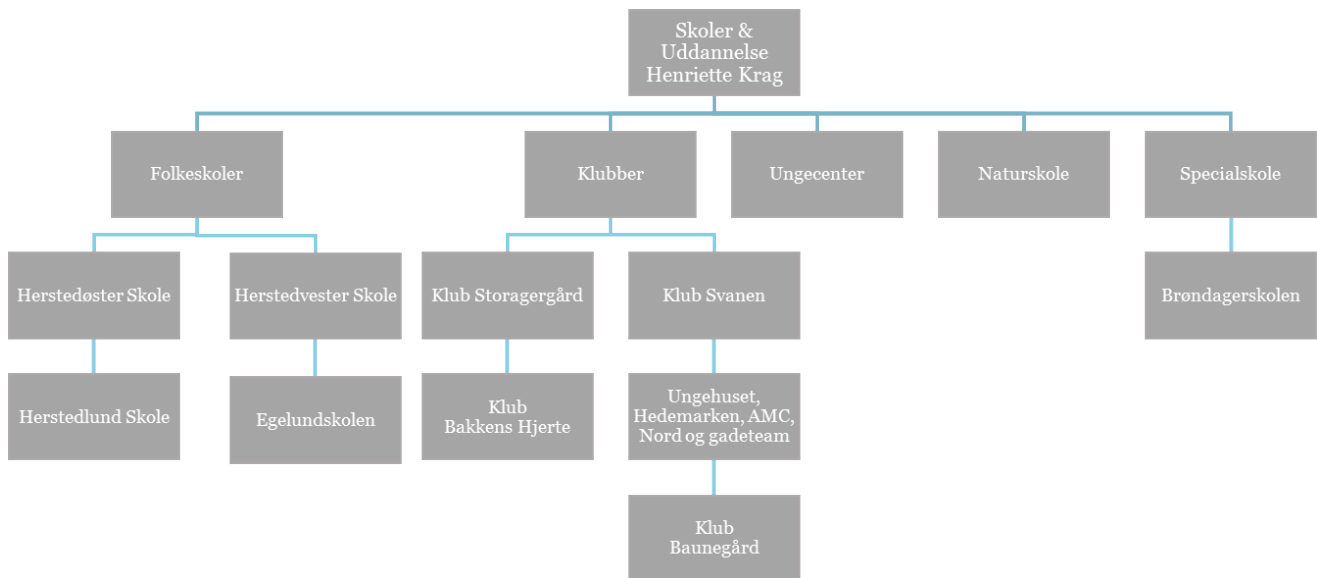 Skoler &
Uddannelse
Henriette Krag
Folkeskoler
Klubber
Ungecenter
Naturskole
Specialskole
Herstedøster Skole
Herstedvester Skole
Klub Storagergård
Klub Svanen
Brøndagerskolen
Herstedlund Skole
Egelundskolen
Klub
Bakkens Hjerte
Ungehuset,
Hedemarken, AMC,
Nord og gadeteam
Klub
Baunegård